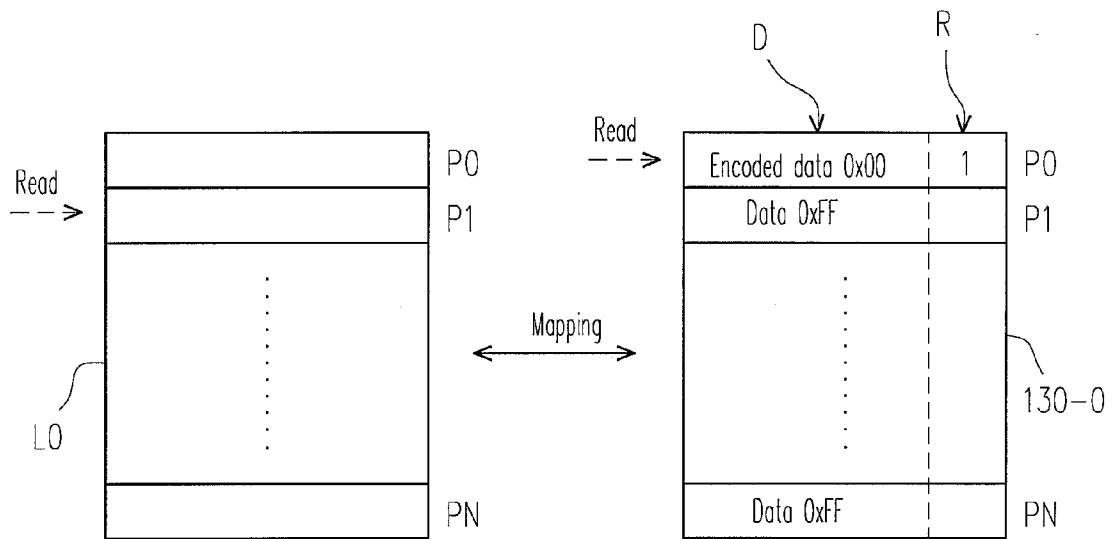 D
R
Read
Read
P0
Encoded data 0x00
1
P0
P1
Data 0xFF
P1
Mapping
L0
130-0
PN
Data 0xFF
PN